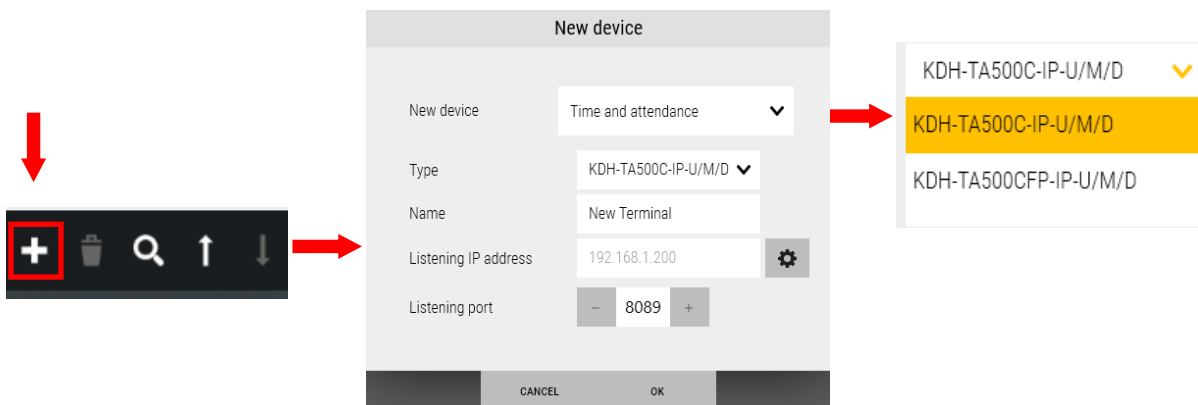 New device
New device Time and attendance
Type KDH-TA500C-IP-U/M/D
Name New Terminal
Listening IP address 192.168.1.200
Listening port − 8089 +
CANCEL OK
KDH-TA500C-IP-U/M/D
KDH-TA500C-IP-U/M/D
KDH-TA500CFP-IP-U/M/D